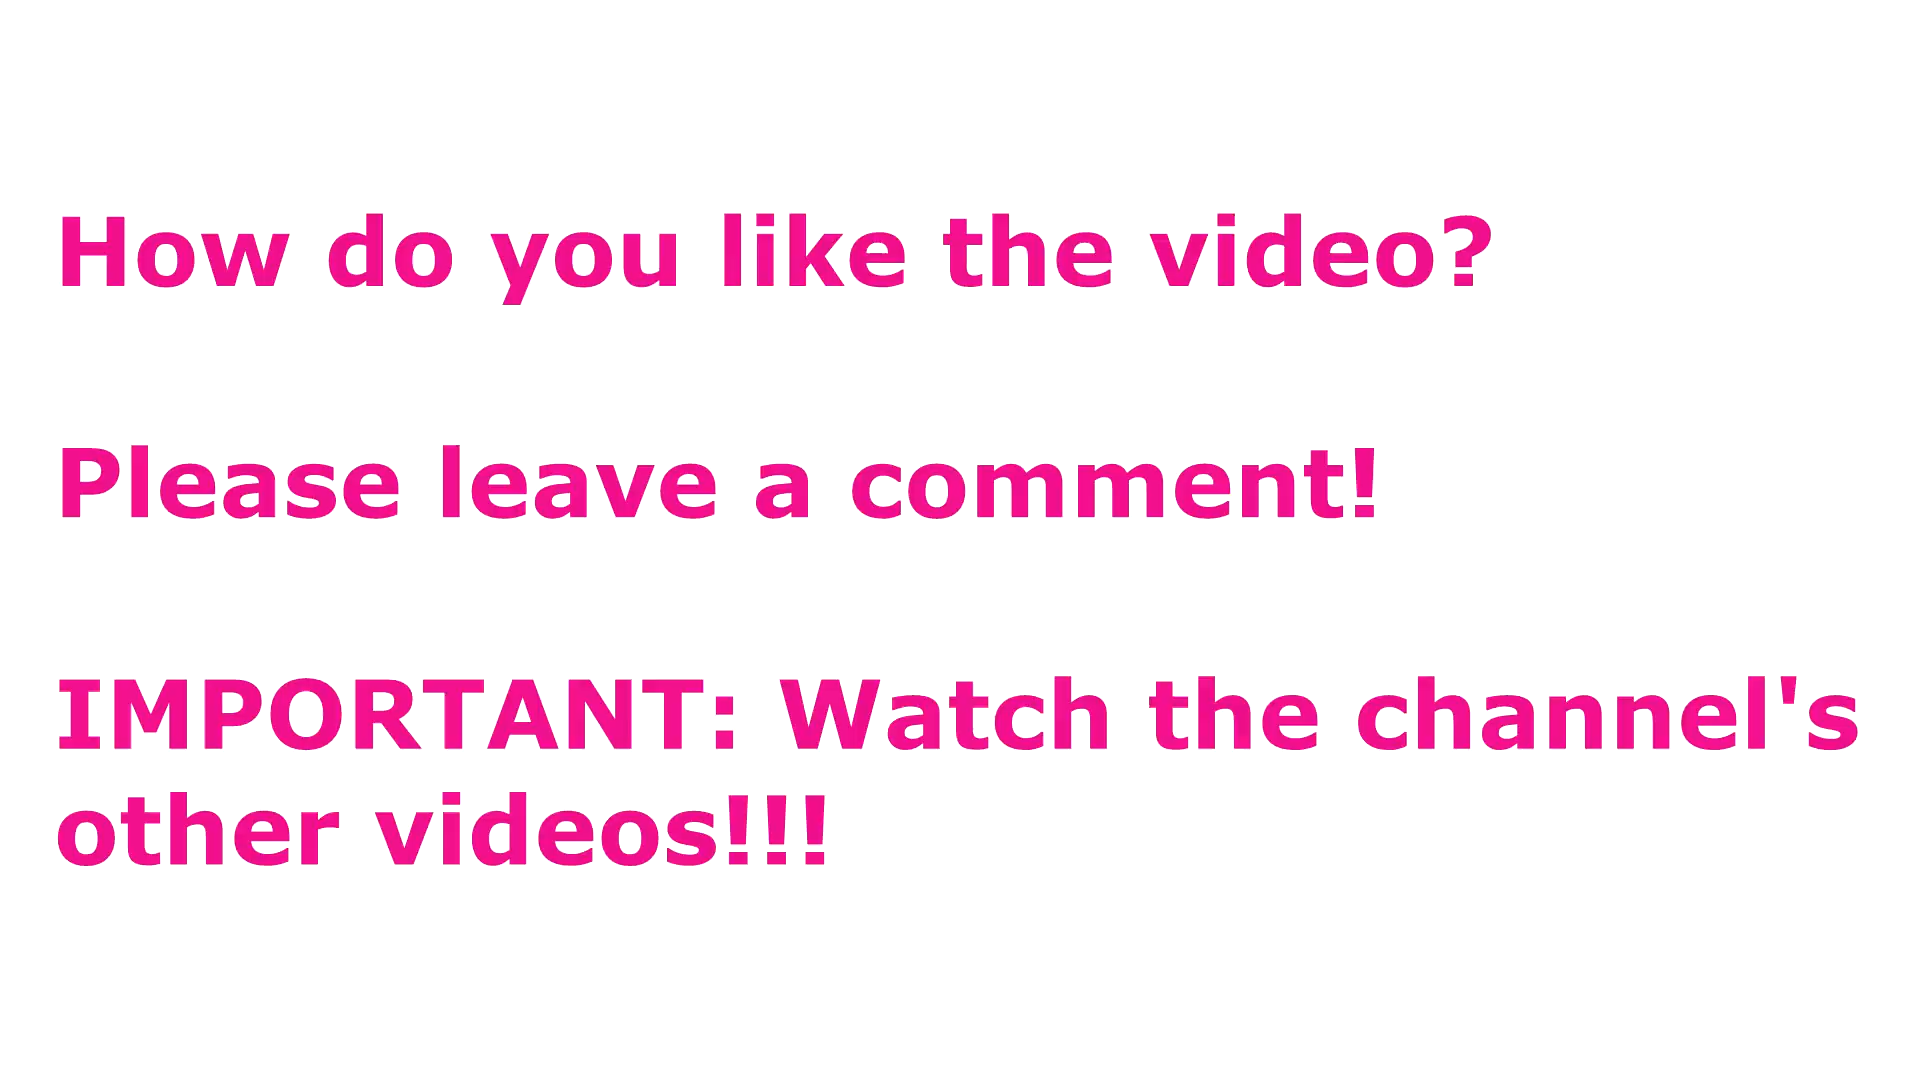 How do you like the video?
Please leave a comment!
IMPORTANT: Watch the channel's
other videos!!!